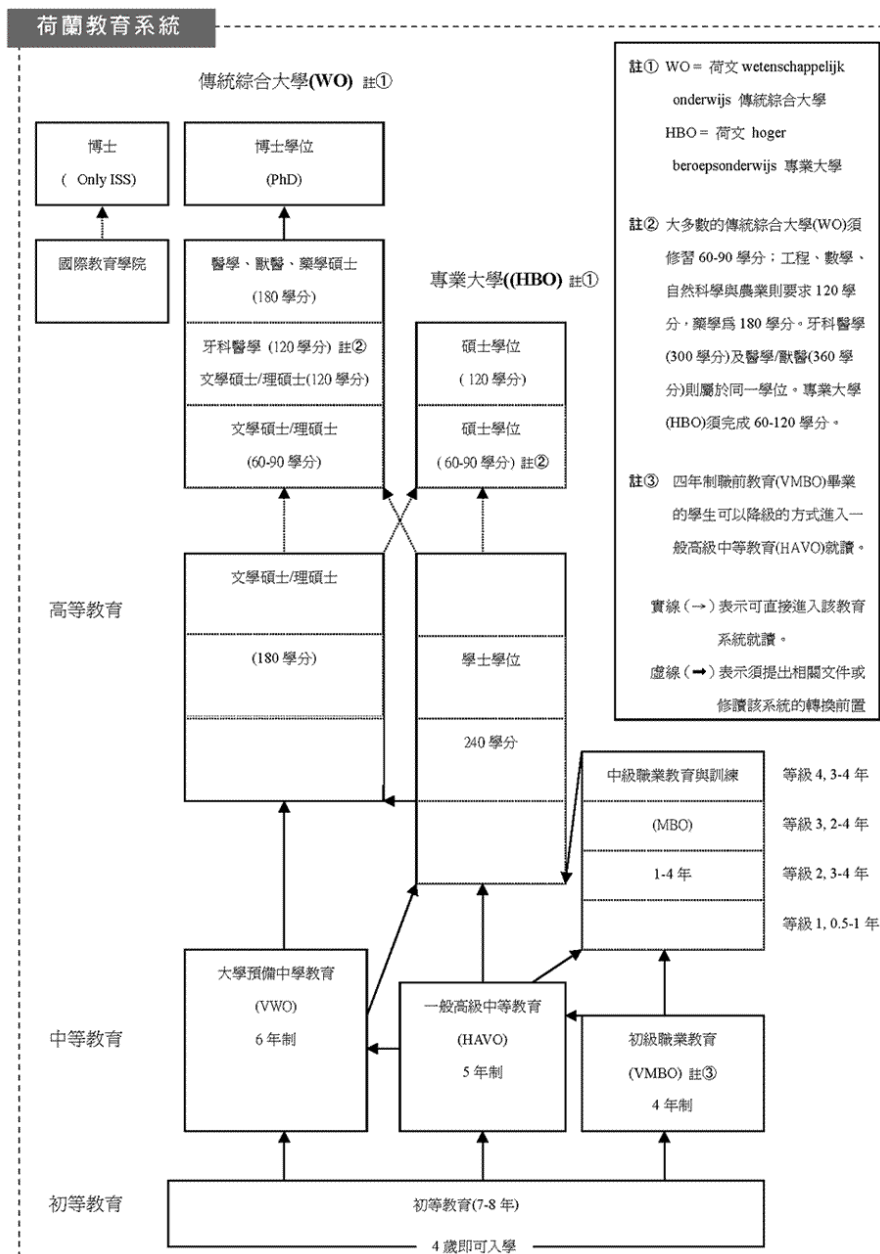 荷蘭教育系統
傳統綜合大學(WO) 註①
博士
( Only ISS)
博士學位
(PhD)
國際教育學院
醫學、獸醫、藥學碩士
(180 學分)
牙科醫學 (120 學分) 註②
文學碩士/理碩士(120 學分)
文學碩士/理碩士
(60-90 學分)
專業大學((HBO) 註①
碩士學位
( 120 學分)
碩士學位
( 60-90 學分) 註②
註① WO = 荷文 wetenschappelijk
onderwijs 傳統綜合大學
HBO = 荷文 hoger
beroepsonderwijs 專業大學
註② 大多數的傳統綜合大學(WO)須
修習 60-90 學分；工程、數學、
自然科學與農業則要求 120 學
分，藥學為 180 學分。牙科醫學
(300 學分)及醫學/獸醫(360 學
分)則屬於同一學位。專業大學
(HBO)須完成 60-120 學分。
註③ 四年制職前教育(VMBO)畢業
的學生可以降級的方式進入一
般高級中等教育(HAVO)就讀。
實線 (→) 表示可直接進入該教育
系統就讀。
虛線 (➡) 表示須提出相關文件或
修讀該系統的轉換前置
高等教育
文學碩士/理碩士
(180 學分)
學士學位
240 學分
中級職業教育與訓練
(MBO)
1-4 年
等級 4, 3-4 年
等級 3, 2-4 年
等級 2, 3-4 年
等級 1, 0.5-1 年
中等教育
大學預備中學教育
(VWO)
6 年制
一般高級中等教育
(HAVO)
5 年制
初級職業教育
(VMBO) 註③
4 年制
初等教育
初等教育(7-8 年)
4 歲即可入學